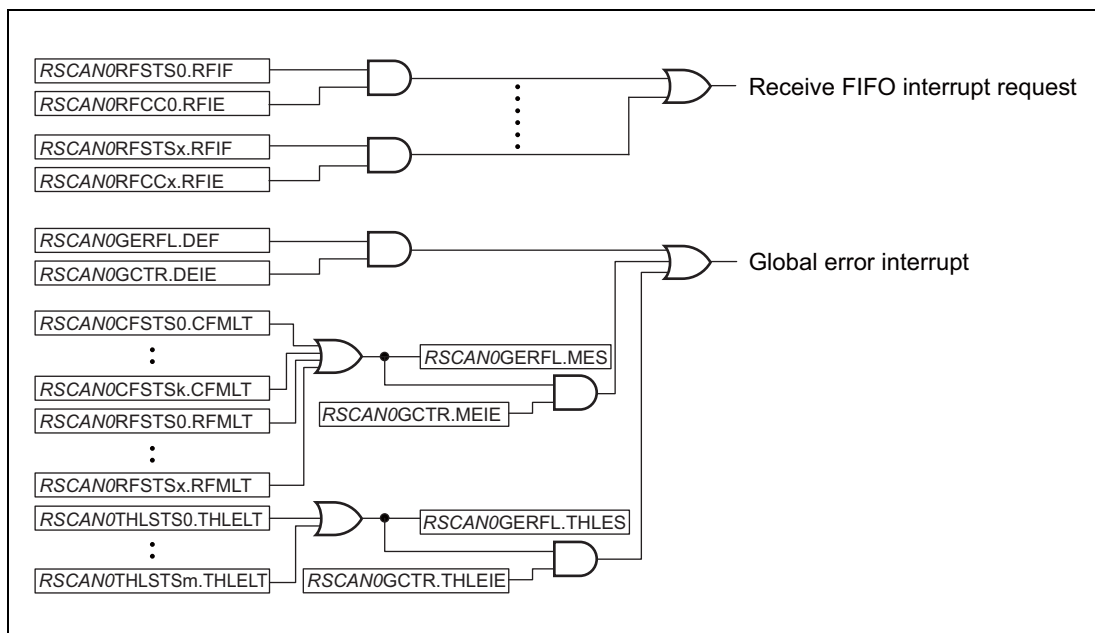 RSCAN0RFSTS0.RFIF
RSCAN0RFCC0.RFIE
Receive FIFO interrupt request
RSCAN0RFSTSx.RFIF
RSCAN0RFCCx.RFIE
RSCAN0GERFL.DEF
RSCAN0GCTR.DEIE
Global error interrupt
RSCAN0CFSTS0.CFMLT
RSCAN0GERFL.MES
RSCAN0CFSTSk.CFMLT
RSCAN0RFSTS0.RFMLT
RSCAN0GCTR.MEIE
RSCAN0RFSTSx.RFMLT
RSCAN0THLSTS0.THLELT
RSCAN0GERFL.THLES
RSCAN0THLSTSm.THLELT
RSCAN0GCTR.THLEIE